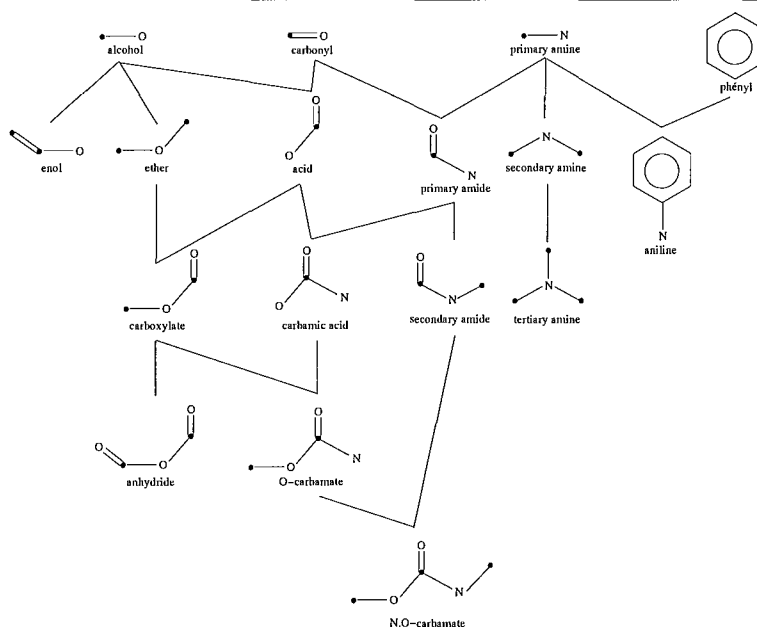 O
O
N
alcohol
carbonyl
primary amine
phényl
O
O
O
O
O
N
N
enol
ether
acid
primary amide
secondary amine
N
aniline
O
O
O
O
O
N
N
N
carboxylate
carbamic acid
secondary amide
tertiary amine
O
O
O
O
O
N
anhydride
O-carbamate
O
O
N
N,O-carbamate